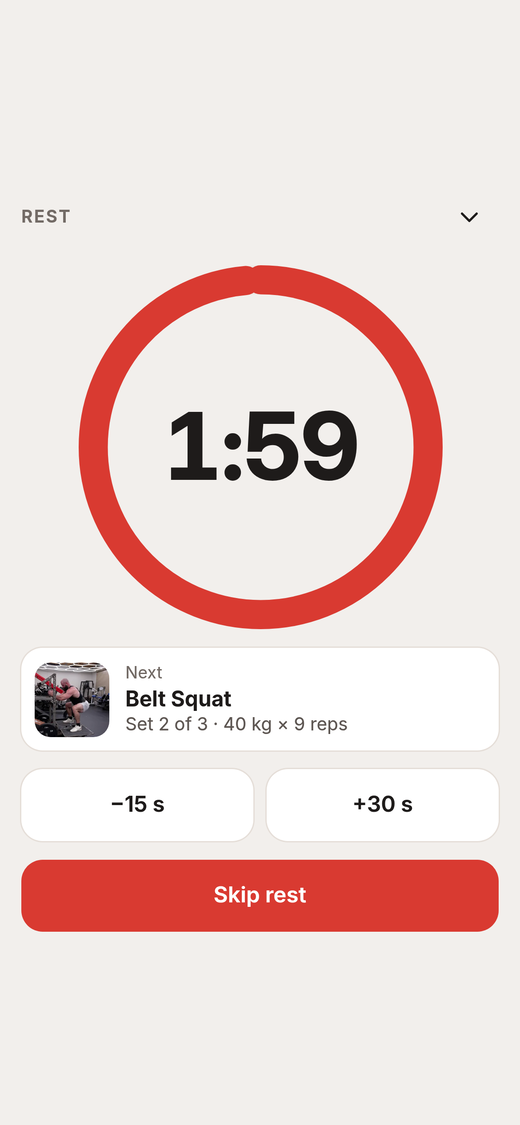 REST
1:59
Next
Belt Squat
Set 2 of 3 · 40 kg × 9 reps
−15 s
+30 s
Skip rest